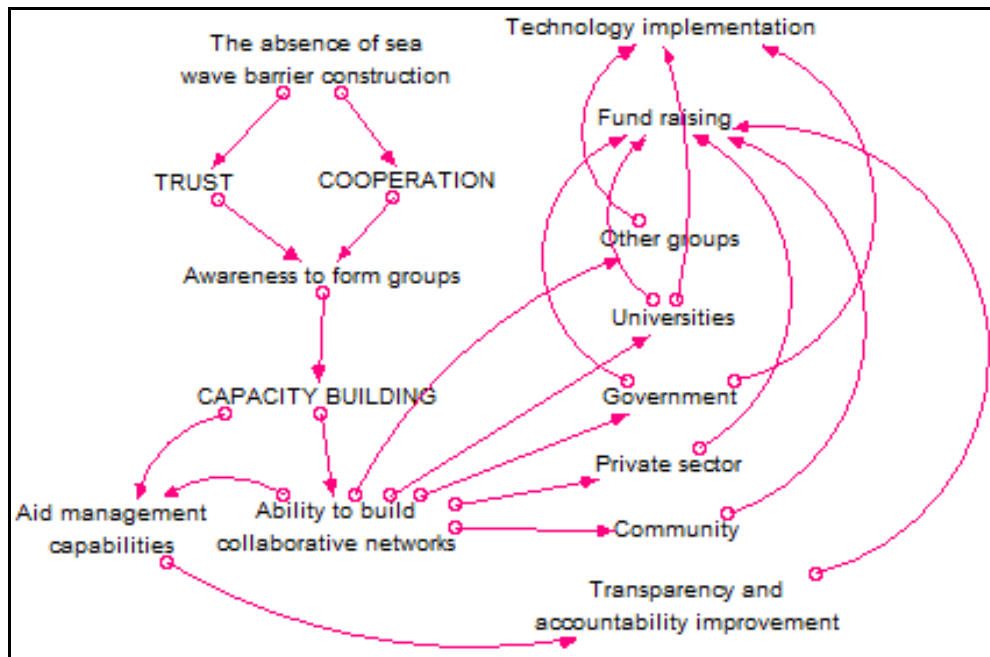 The absence of sea
wave barrier construction
TRUST
COOPERATION
Awareness to form groups
CAPACITY BUILDING
Aid management
capabilities
Ability to build
collaborative networks
Technology implementation
Fund raising
Other groups
Universities
Government
Private sector
Community
Transparency and
accountability improvement